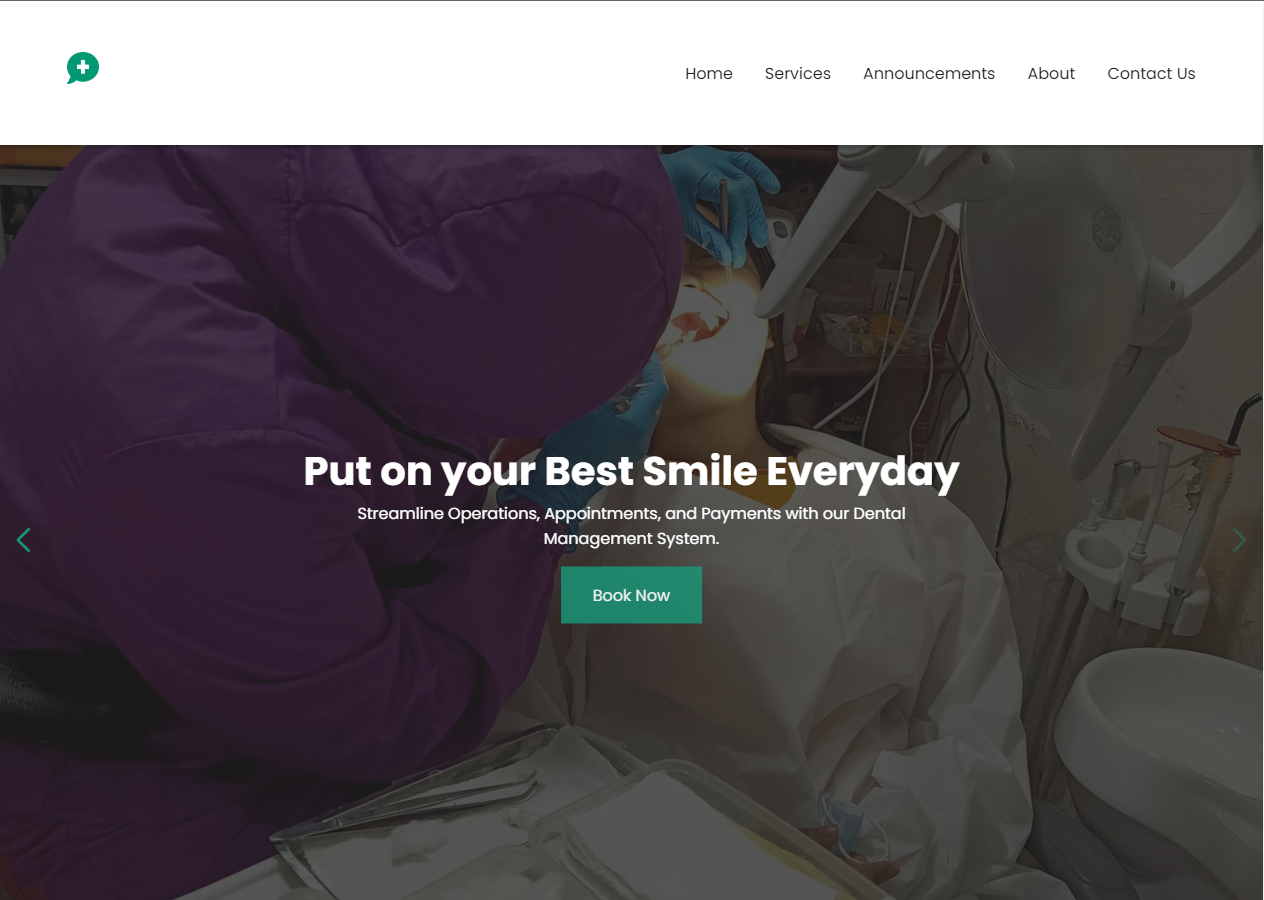 Home Services Announcements About Contact Us
Put on your Best Smile Everyday
Streamline Operations, Appointments, and Payments with our Dental
Management System.
Book Now